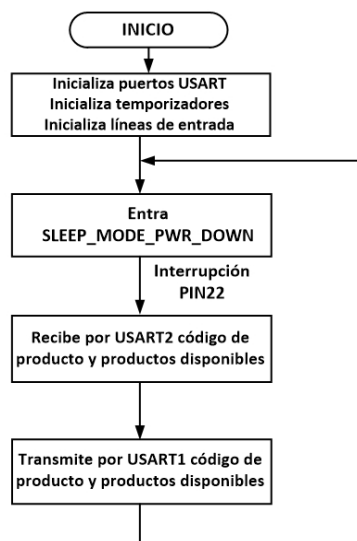 INICIO
Inicializa puertos USART
Inicializa temporizadores
Inicializa líneas de entrada
Entra
SLEEP_MODE_PWR_DOWN
Interrupción
PIN22
Recibe por USART2 código de
producto y productos disponibles
Transmite por USART1 código de
producto y productos disponibles